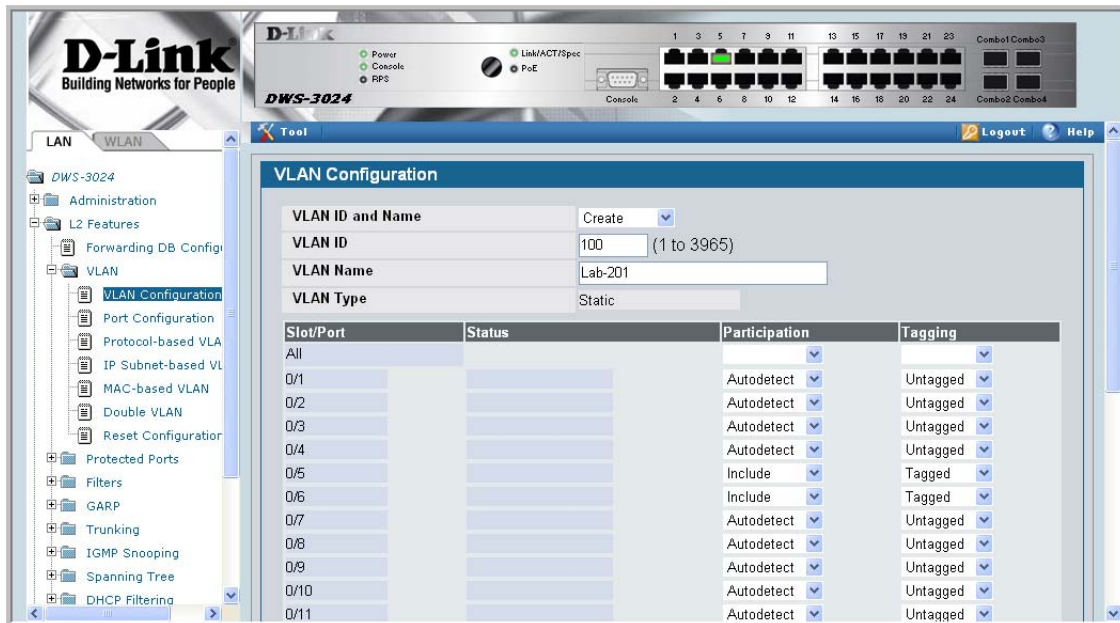 D-Link
Building Networks for People
D-Link
Power
Console
RPS
Link/ACT/Spec
PoE
DWS-3024
Console
1 3 5 7 9 11 13 15 17 19 21 23
2 4 6 8 10 12 14 16 18 20 22 24
Combo1 Combo3
Combo2 Combo4
LAN WLAN
Tool
Logout Help
DWS-3024
Administration
L2 Features
Forwarding DB Configu
VLAN
VLAN Configuration
Port Configuration
Protocol-based VLA
IP Subnet-based VL
MAC-based VLAN
Double VLAN
Reset Configuration
Protected Ports
Filters
GARP
Trunking
IGMP Snooping
Spanning Tree
DHCP Filtering
VLAN Configuration
VLAN ID and Name Create
VLAN ID 100 (1 to 3965)
VLAN Name Lab-201
VLAN Type Static
Slot/Port Status Participation Tagging
All
0/1 Autodetect Untagged
0/2 Autodetect Untagged
0/3 Autodetect Untagged
0/4 Autodetect Untagged
0/5 Include Tagged
0/6 Include Tagged
0/7 Autodetect Untagged
0/8 Autodetect Untagged
0/9 Autodetect Untagged
0/10 Autodetect Untagged
0/11 Autodetect Untagged